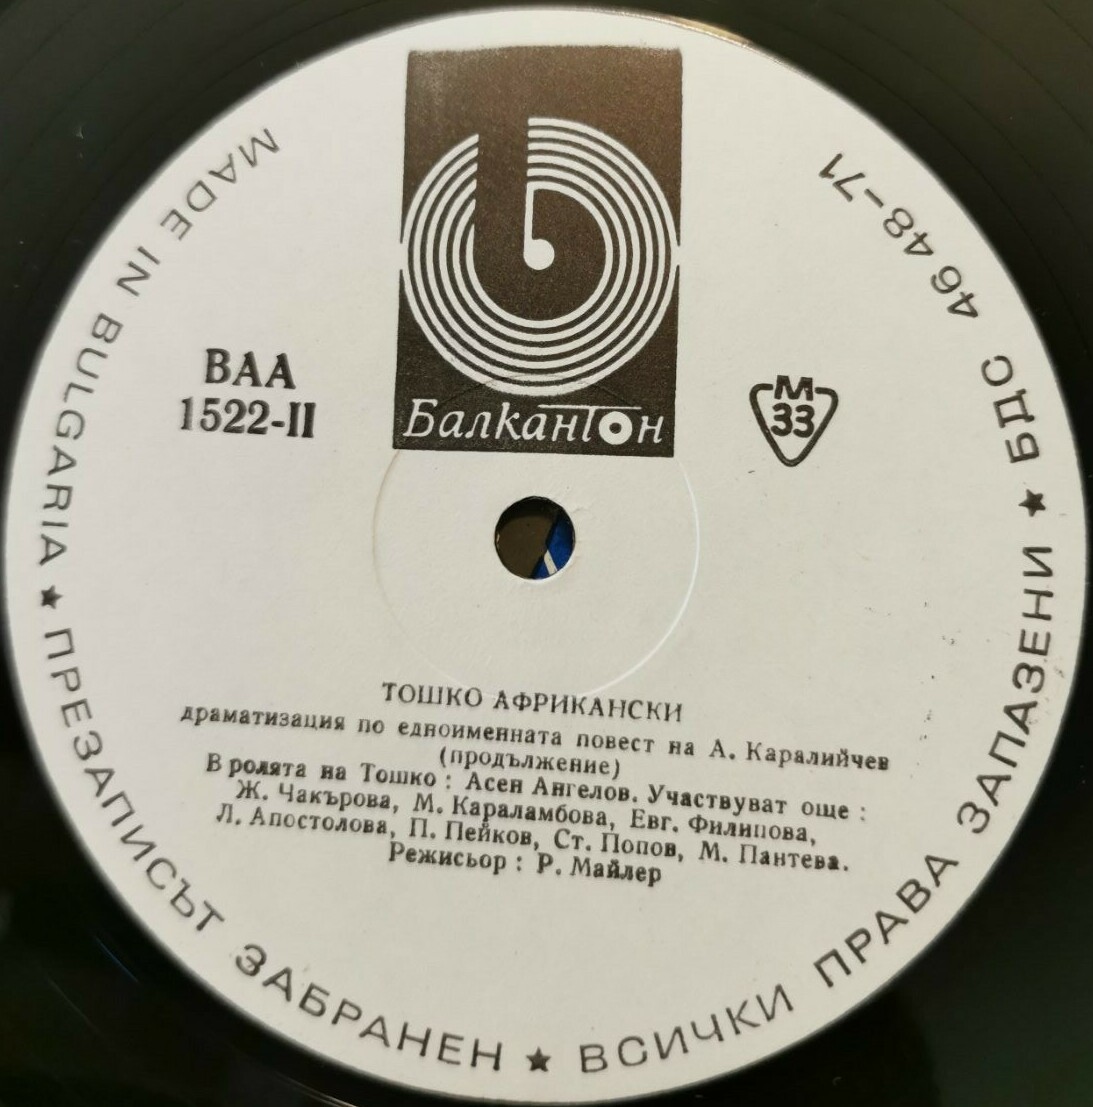 Балкантон
ВАА
1522-II
М
33
ТОШКО АФРИКАНСКИ
драматизация по едноименната повест на А. Каралийчев
(продължение)
В ролята на Тошко : Асен Ангелов. Участвуват още :
Ж. Чакърова, М. Караламбова, Евг. Филипова,
Л. Апостолова, П. Пейков, Ст. Попов, М. Пантева.
Режисьор : Р. Майлер
MADE IN BULGARIA ★ ПРЕЗАПИСЪТ ЗАБРАНЕН ★ ВСИЧКИ ПРАВА ЗАПАЗЕНИ ★ БДС 4648-71